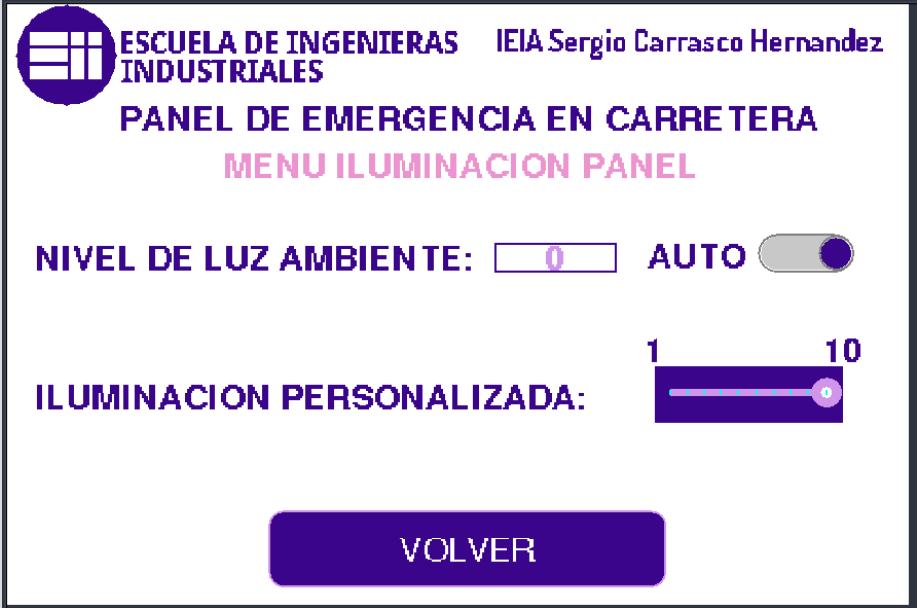 ESCUELA DE INGENIERAS IEIA Sergio Carrasco Hernandez
INDUSTRIALES
PANEL DE EMERGENCIA EN CARRETERA
MENU ILUMINACION PANEL
NIVEL DE LUZ AMBIENTE: 0 AUTO
1 10
ILUMINACION PERSONALIZADA:
VOLVER